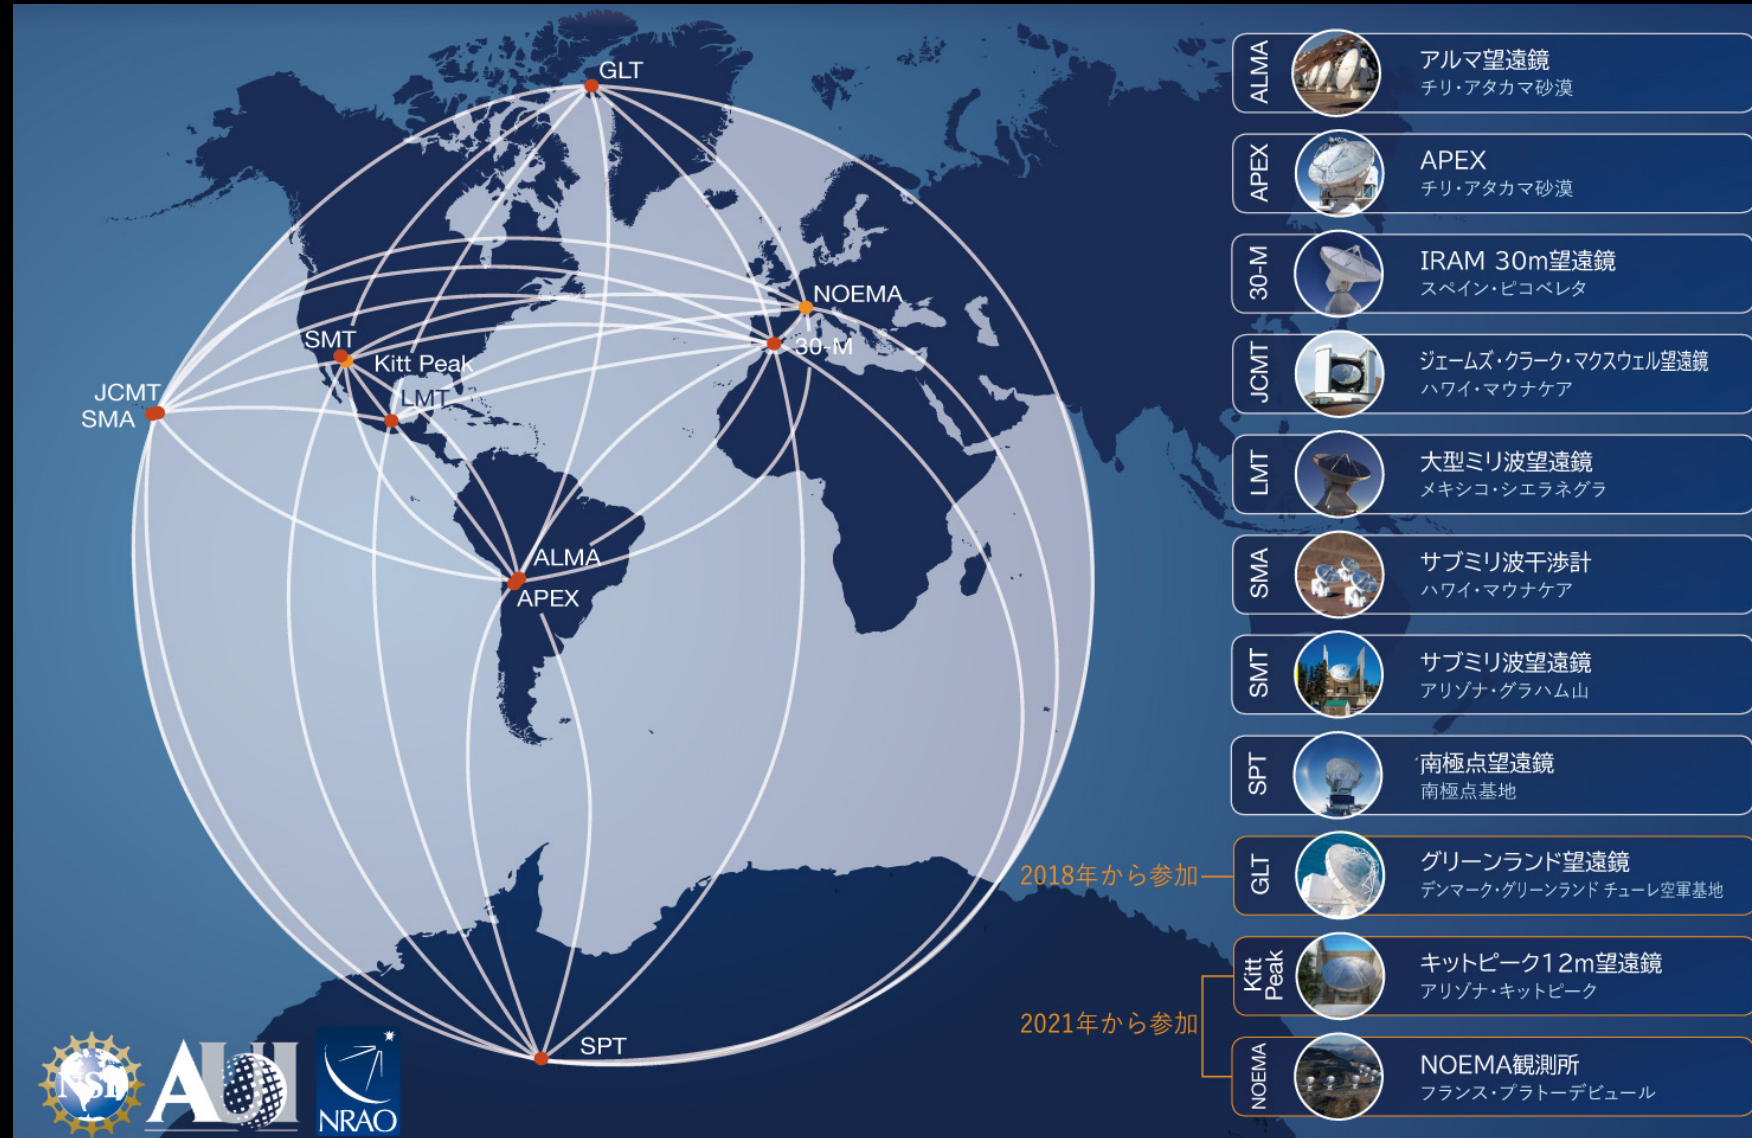 GLT
NOEMA
30-M
SMT
Kitt Peak
LMT
JCMT
SMA
ALMA
APEX
SPT
ALMA
アルマ望遠鏡
チリ・アタカマ砂漠
APEX
APEX
チリ・アタカマ砂漠
30-M
IRAM 30m望遠鏡
スペイン・ピコベレタ
JCMT
ジェームズ・クラーク・マクスウェル望遠鏡
ハワイ・マウナケア
LMT
大型ミリ波望遠鏡
メキシコ・シエラネグラ
SMA
サブミリ波干渉計
ハワイ・マウナケア
SMT
サブミリ波望遠鏡
アリゾナ・グラハム山
SPT
南極点望遠鏡
南極点基地
2018年から参加
GLT
グリーンランド望遠鏡
デンマーク・グリーンランド チューレ空軍基地
2021年から参加
Kitt
Peak
キットピーク12m望遠鏡
アリゾナ・キットピーク
NOEMA
NOEMA観測所
フランス・プラトーデビュール
NSF
AUI
NRAO